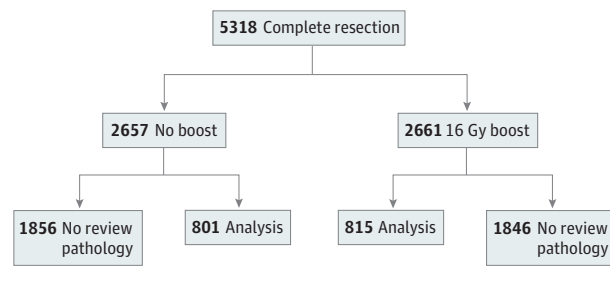 5318 Complete resection
2657 No boost
2661 16 Gy boost
1856 No review
pathology
801 Analysis
815 Analysis
1846 No review
pathology